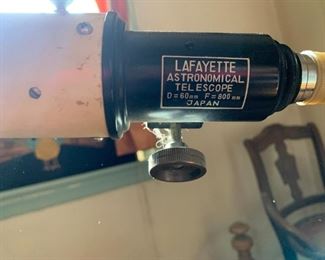 LAFAYETTE
ASTRONOMICAL
TELESCOPE
D=60mm F=800mm
JAPAN